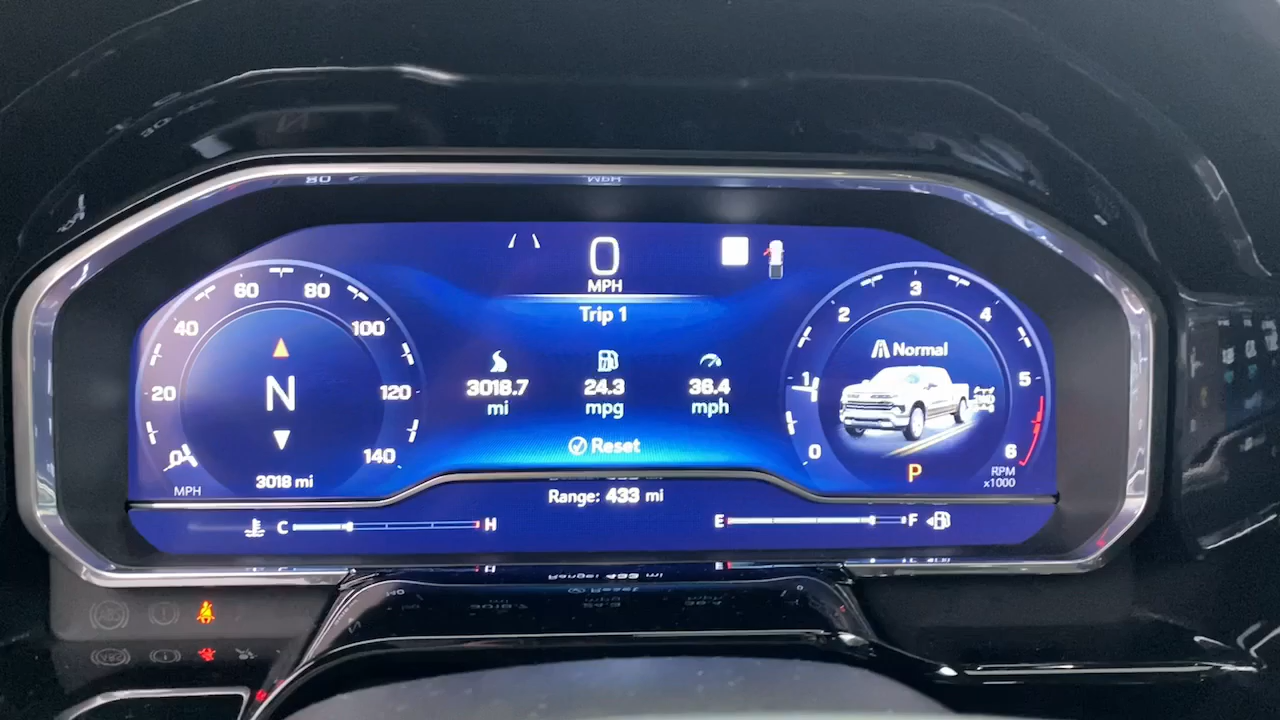 0
MPH
Trip 1
3018.7 24.3 36.4
mi mpg mph
Reset
Range: 433 mi
20 40 60 80 100 120 140
N
MPH
3018 mi
0 1 2 3 4 5 6
Normal
P
RPM
x1000
C H
E F